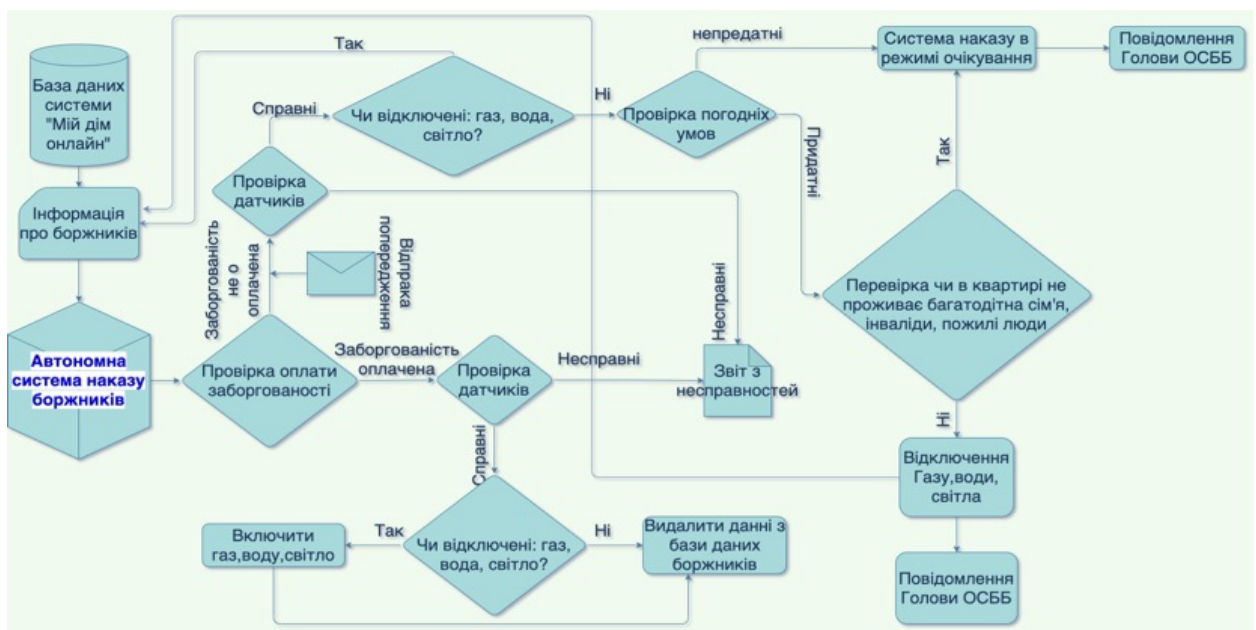 База даних
системи
"Мій дім
онлайн"
Інформація
про боржників
Автономна
система наказу
боржників
Провірка оплати
заборгованості
Заборгованість
не о
оплачена
Відпрака
попередження
Провірка
датчиків
Справні
Чи відключені: газ, вода,
світло?
Так
Ні
Провірка погодніх
умов
непредатні
Придатні
Система наказу в
режимі очікування
Повідомлення
Голови ОСББ
Так
Перевірка чи в квартирі не
проживає багатодітна сім'я,
інваліди, пожилі люди
Ні
Відключення
Газу,води,
світла
Повідомлення
Голови ОСББ
Несправні
Заборгованість
оплачена
Провірка
датчиків
Несправні
Звіт з
несправностей
Справні
Чи відключені: газ,
вода, світло?
Так
Включити
газ,воду,світло
Ні
Видалити данні з
бази даних
боржників